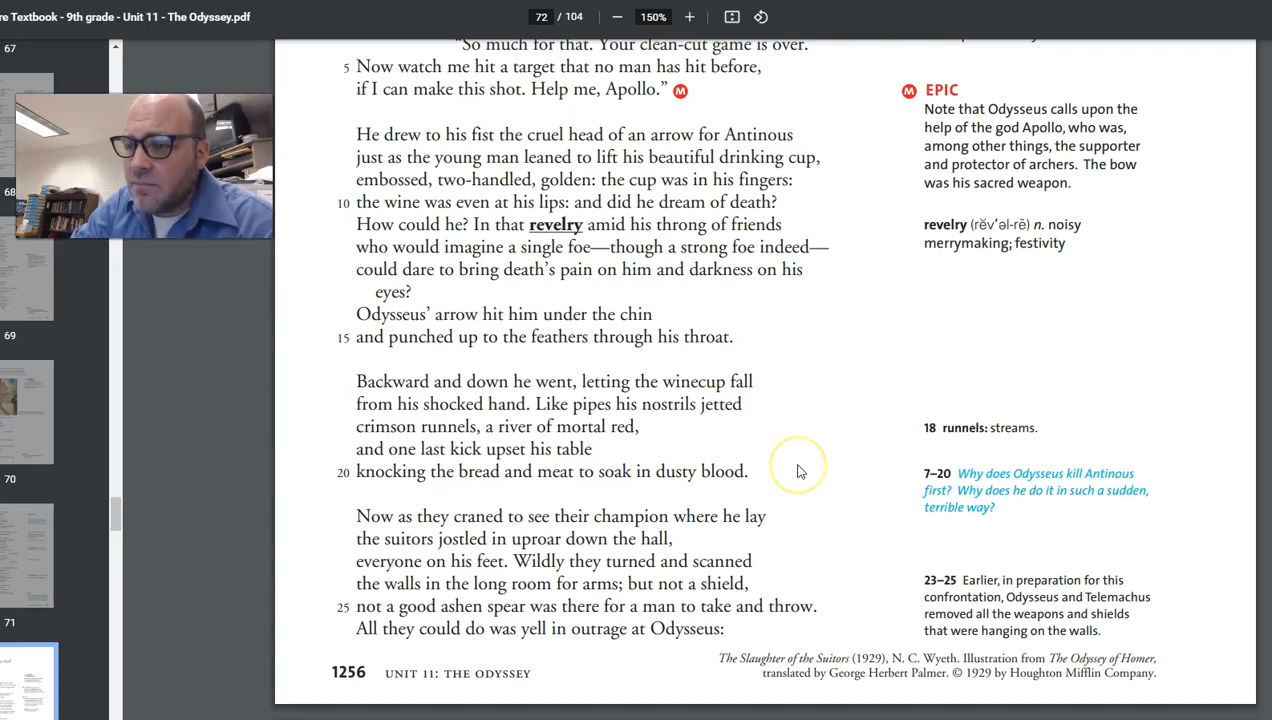 re Textbook - 9th grade - Unit 11 - The Odyssey.pdf
72 / 104
150%
67
68
69
70
71
"So much for that. Your clean-cut game is over.
5 Now watch me hit a target that no man has hit before,
if I can make this shot. Help me, Apollo." M
He drew to his fist the cruel head of an arrow for Antinous
just as the young man leaned to lift his beautiful drinking cup,
embossed, two-handled, golden: the cup was in his fingers:
10 the wine was even at his lips: and did he dream of death?
How could he? In that revelry amid his throng of friends
who would imagine a single foe—though a strong foe indeed—
could dare to bring death's pain on him and darkness on his
eyes?
Odysseus' arrow hit him under the chin
15 and punched up to the feathers through his throat.
Backward and down he went, letting the winecup fall
from his shocked hand. Like pipes his nostrils jetted
crimson runnels, a river of mortal red,
and one last kick upset his table
20 knocking the bread and meat to soak in dusty blood.
Now as they craned to see their champion where he lay
the suitors jostled in uproar down the hall,
everyone on his feet. Wildly they turned and scanned
the walls in the long room for arms; but not a shield,
25 not a good ashen spear was there for a man to take and throw.
All they could do was yell in outrage at Odysseus:
M EPIC
Note that Odysseus calls upon the
help of the god Apollo, who was,
among other things, the supporter
and protector of archers. The bow
was his sacred weapon.
revelry (rĕv'əl-rē) n. noisy
merrymaking; festivity
18 runnels: streams.
7–20 Why does Odysseus kill Antinous
first? Why does he do it in such a sudden,
terrible way?
23–25 Earlier, in preparation for this
confrontation, Odysseus and Telemachus
removed all the weapons and shields
that were hanging on the walls.
The Slaughter of the Suitors (1929), N. C. Wyeth. Illustration from The Odyssey of Homer,
translated by George Herbert Palmer. © 1929 by Houghton Mifflin Company.
1256 UNIT 11: THE ODYSSEY